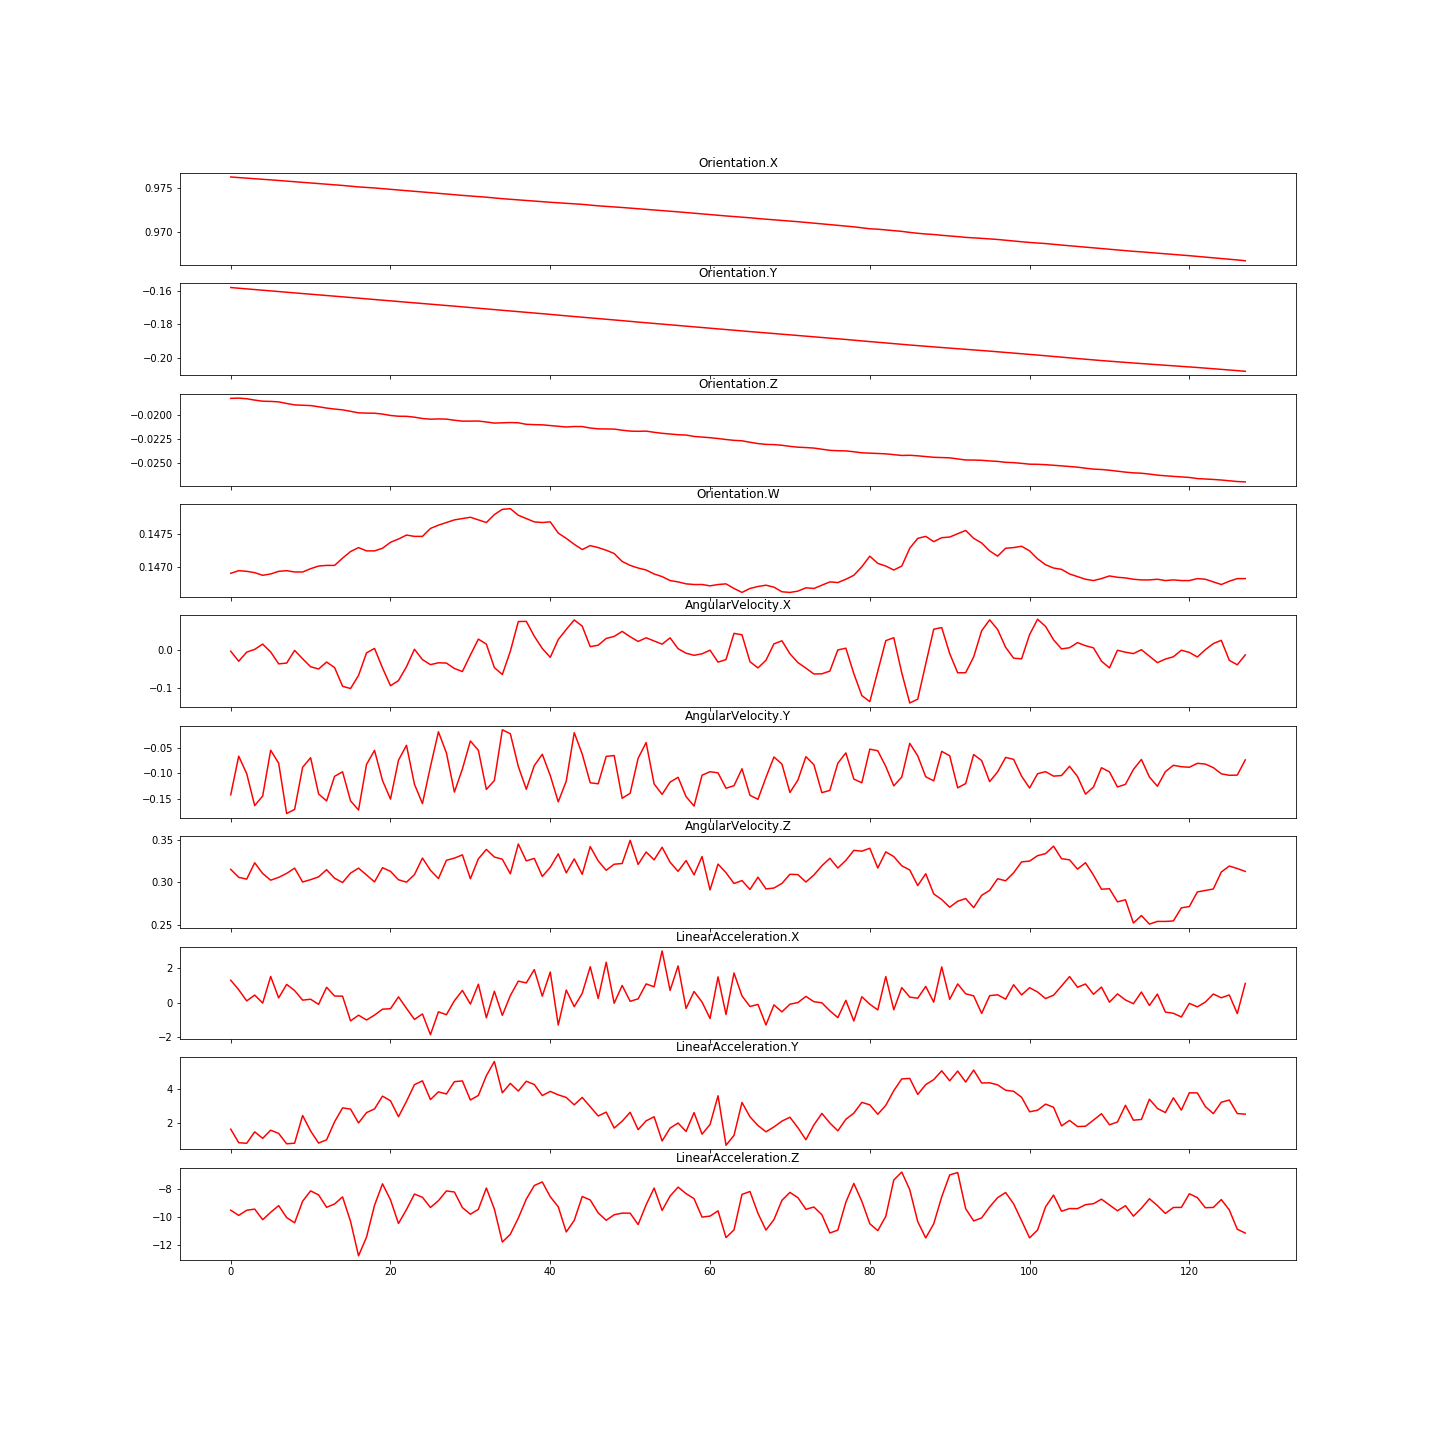 Orientation.X
0.975
0.970
Orientation.Y
−0.16
−0.18
−0.20
Orientation.Z
−0.0200
−0.0225
−0.0250
Orientation.W
0.1475
0.1470
AngularVelocity.X
0.0
−0.1
AngularVelocity.Y
−0.05
−0.10
−0.15
AngularVelocity.Z
0.35
0.30
0.25
LinearAcceleration.X
2
0
−2
LinearAcceleration.Y
4
2
LinearAcceleration.Z
−8
−10
−12
0 20 40 60 80 100 120